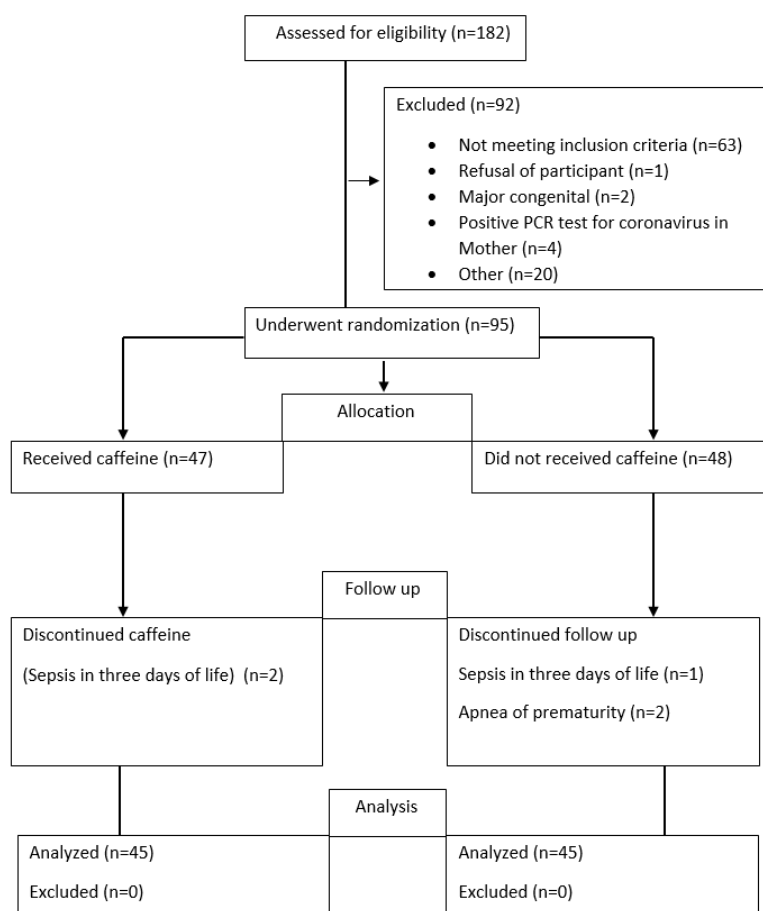 Assessed for eligibility (n=182)
Excluded (n=92)
• Not meeting inclusion criteria (n=63)
• Refusal of participant (n=1)
• Major congenital (n=2)
• Positive PCR test for coronavirus in
Mother (n=4)
• Other (n=20)
Underwent randomization (n=95)
Allocation
Received caffeine (n=47)
Did not received caffeine (n=48)
Follow up
Discontinued caffeine
(Sepsis in three days of life) (n=2)
Discontinued follow up
Sepsis in three days of life (n=1)
Apnea of prematurity (n=2)
Analysis
Analyzed (n=45)
Excluded (n=0)
Analyzed (n=45)
Excluded (n=0)